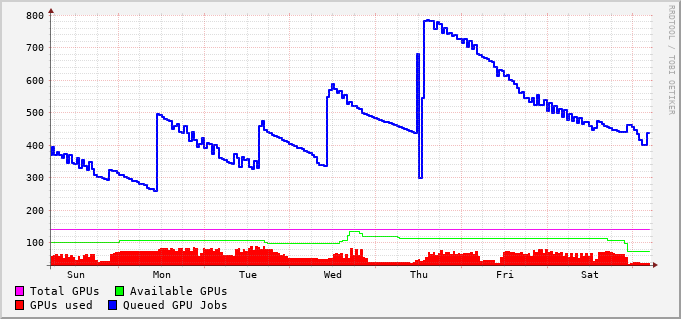 800
700
600
500
400
300
200
100
Sun Mon Tue Wed Thu Fri Sat
Total GPUs Available GPUs
GPUs used Queued GPU Jobs
RRDTOOL / TOBI OETIKER